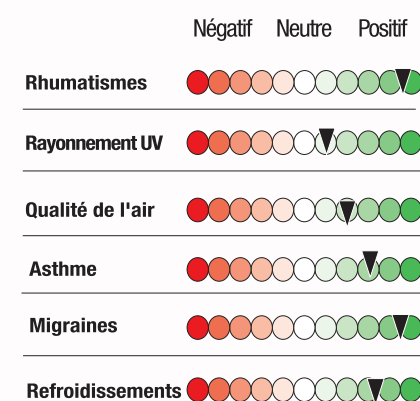 Négatif Neutre Positif
Rhumatismes
Rayonnement UV
Qualité de l'air
Asthme
Migraines
Refroidissements